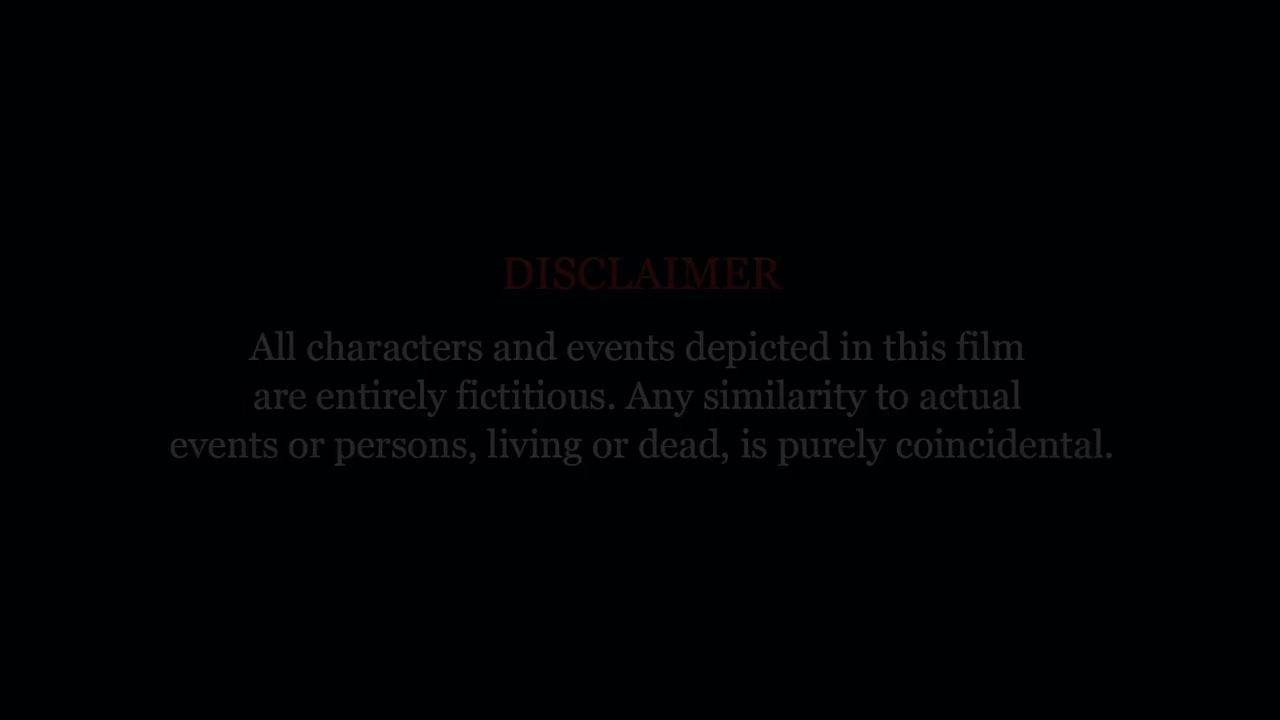 DISCLAIMER
All characters and events depicted in this film
are entirely fictitious. Any similarity to actual
events or persons, living or dead, is purely coincidental.